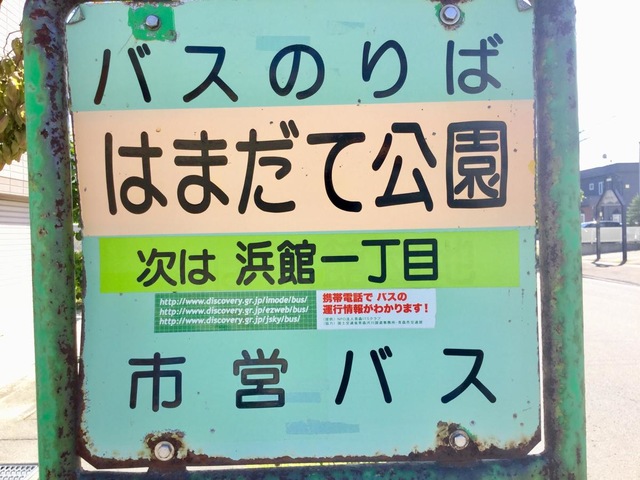 バスのりば
はまだて公園
次は 浜館一丁目
http://www.discovery.gr.jp/imode/bus/
http://www.discovery.gr.jp/ezweb/bus/
http://www.discovery.gr.jp/jsky/bus/
携帯電話で バスの
運行情報がわかります!
市営バス